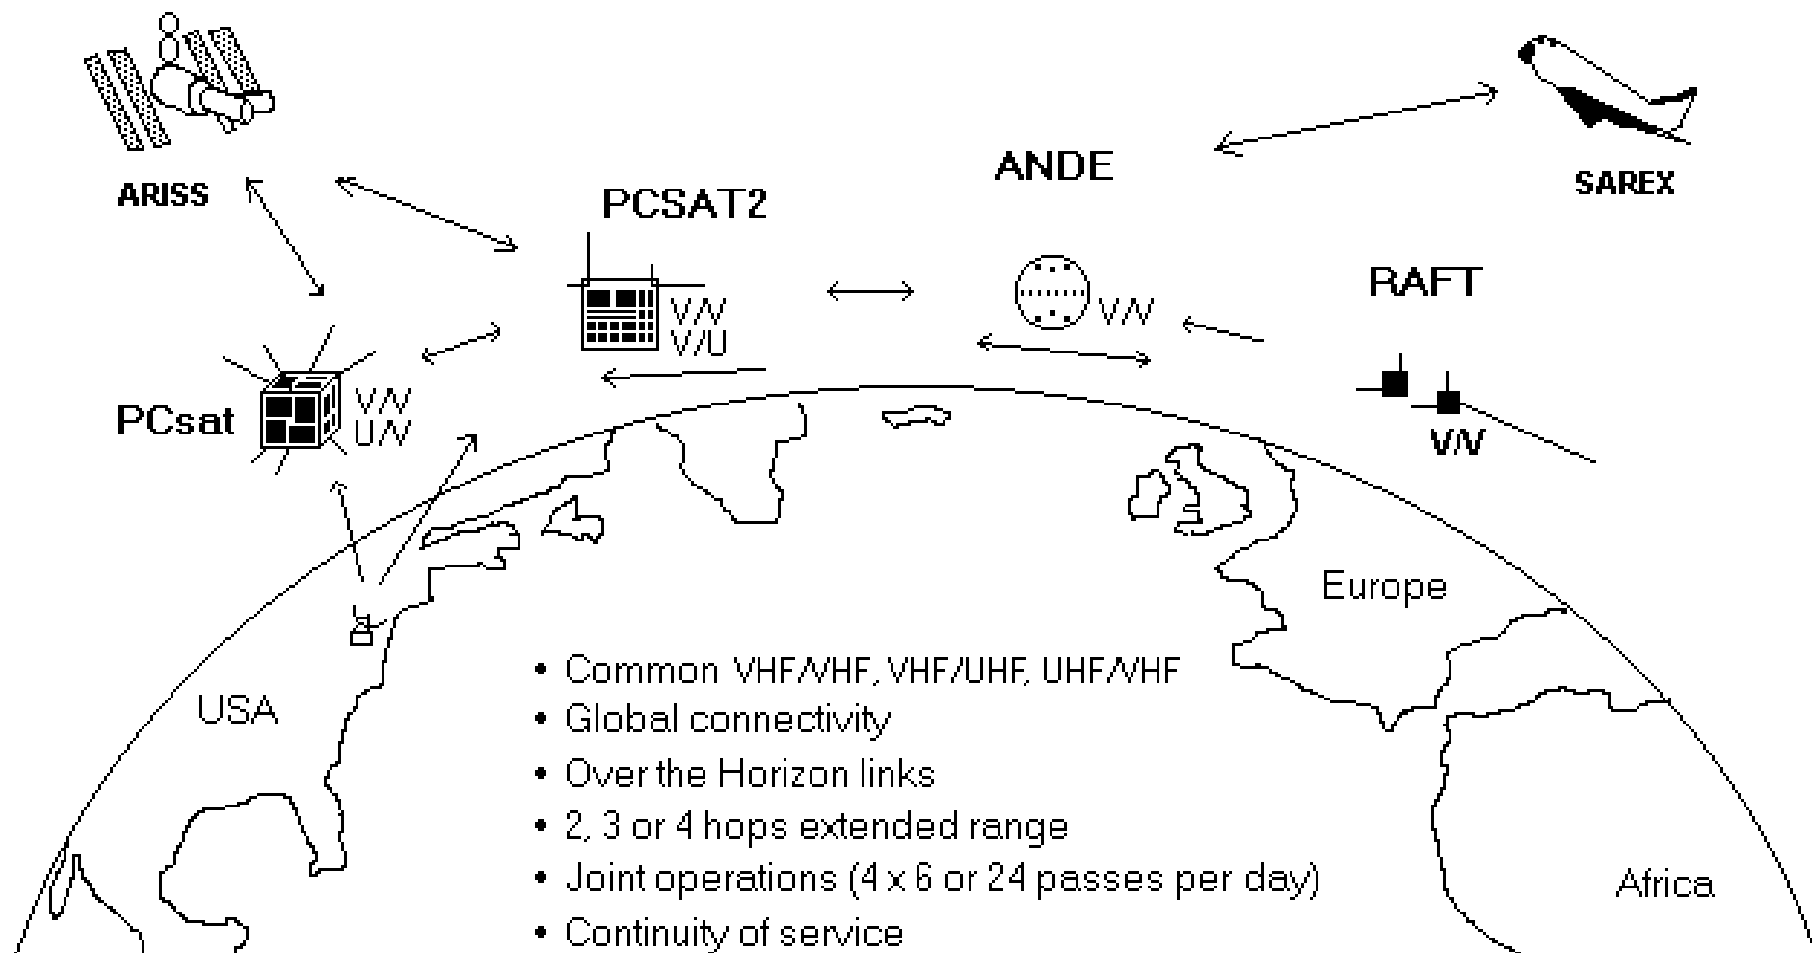 ARISS
SAREX
ANDE
PCSAT2
RAFT
V/V
V/U
V/V
PCsat
V/V
U/V
V/V
Europe
USA
Africa
• Common VHF/VHF, VHF/UHF, UHF/VHF
• Global connectivity
• Over the Horizon links
• 2, 3 or 4 hops extended range
• Joint operations (4 x 6 or 24 passes per day)
• Continuity of service